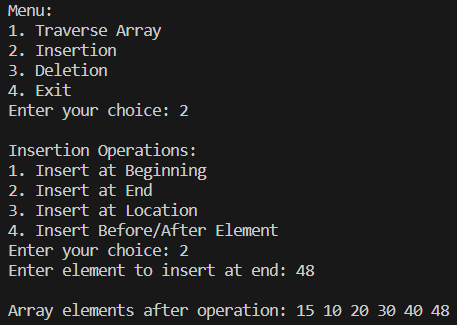 Menu:
1. Traverse Array
2. Insertion
3. Deletion
4. Exit
Enter your choice: 2
Insertion Operations:
1. Insert at Beginning
2. Insert at End
3. Insert at Location
4. Insert Before/After Element
Enter your choice: 2
Enter element to insert at end: 48
Array elements after operation: 15 10 20 30 40 48